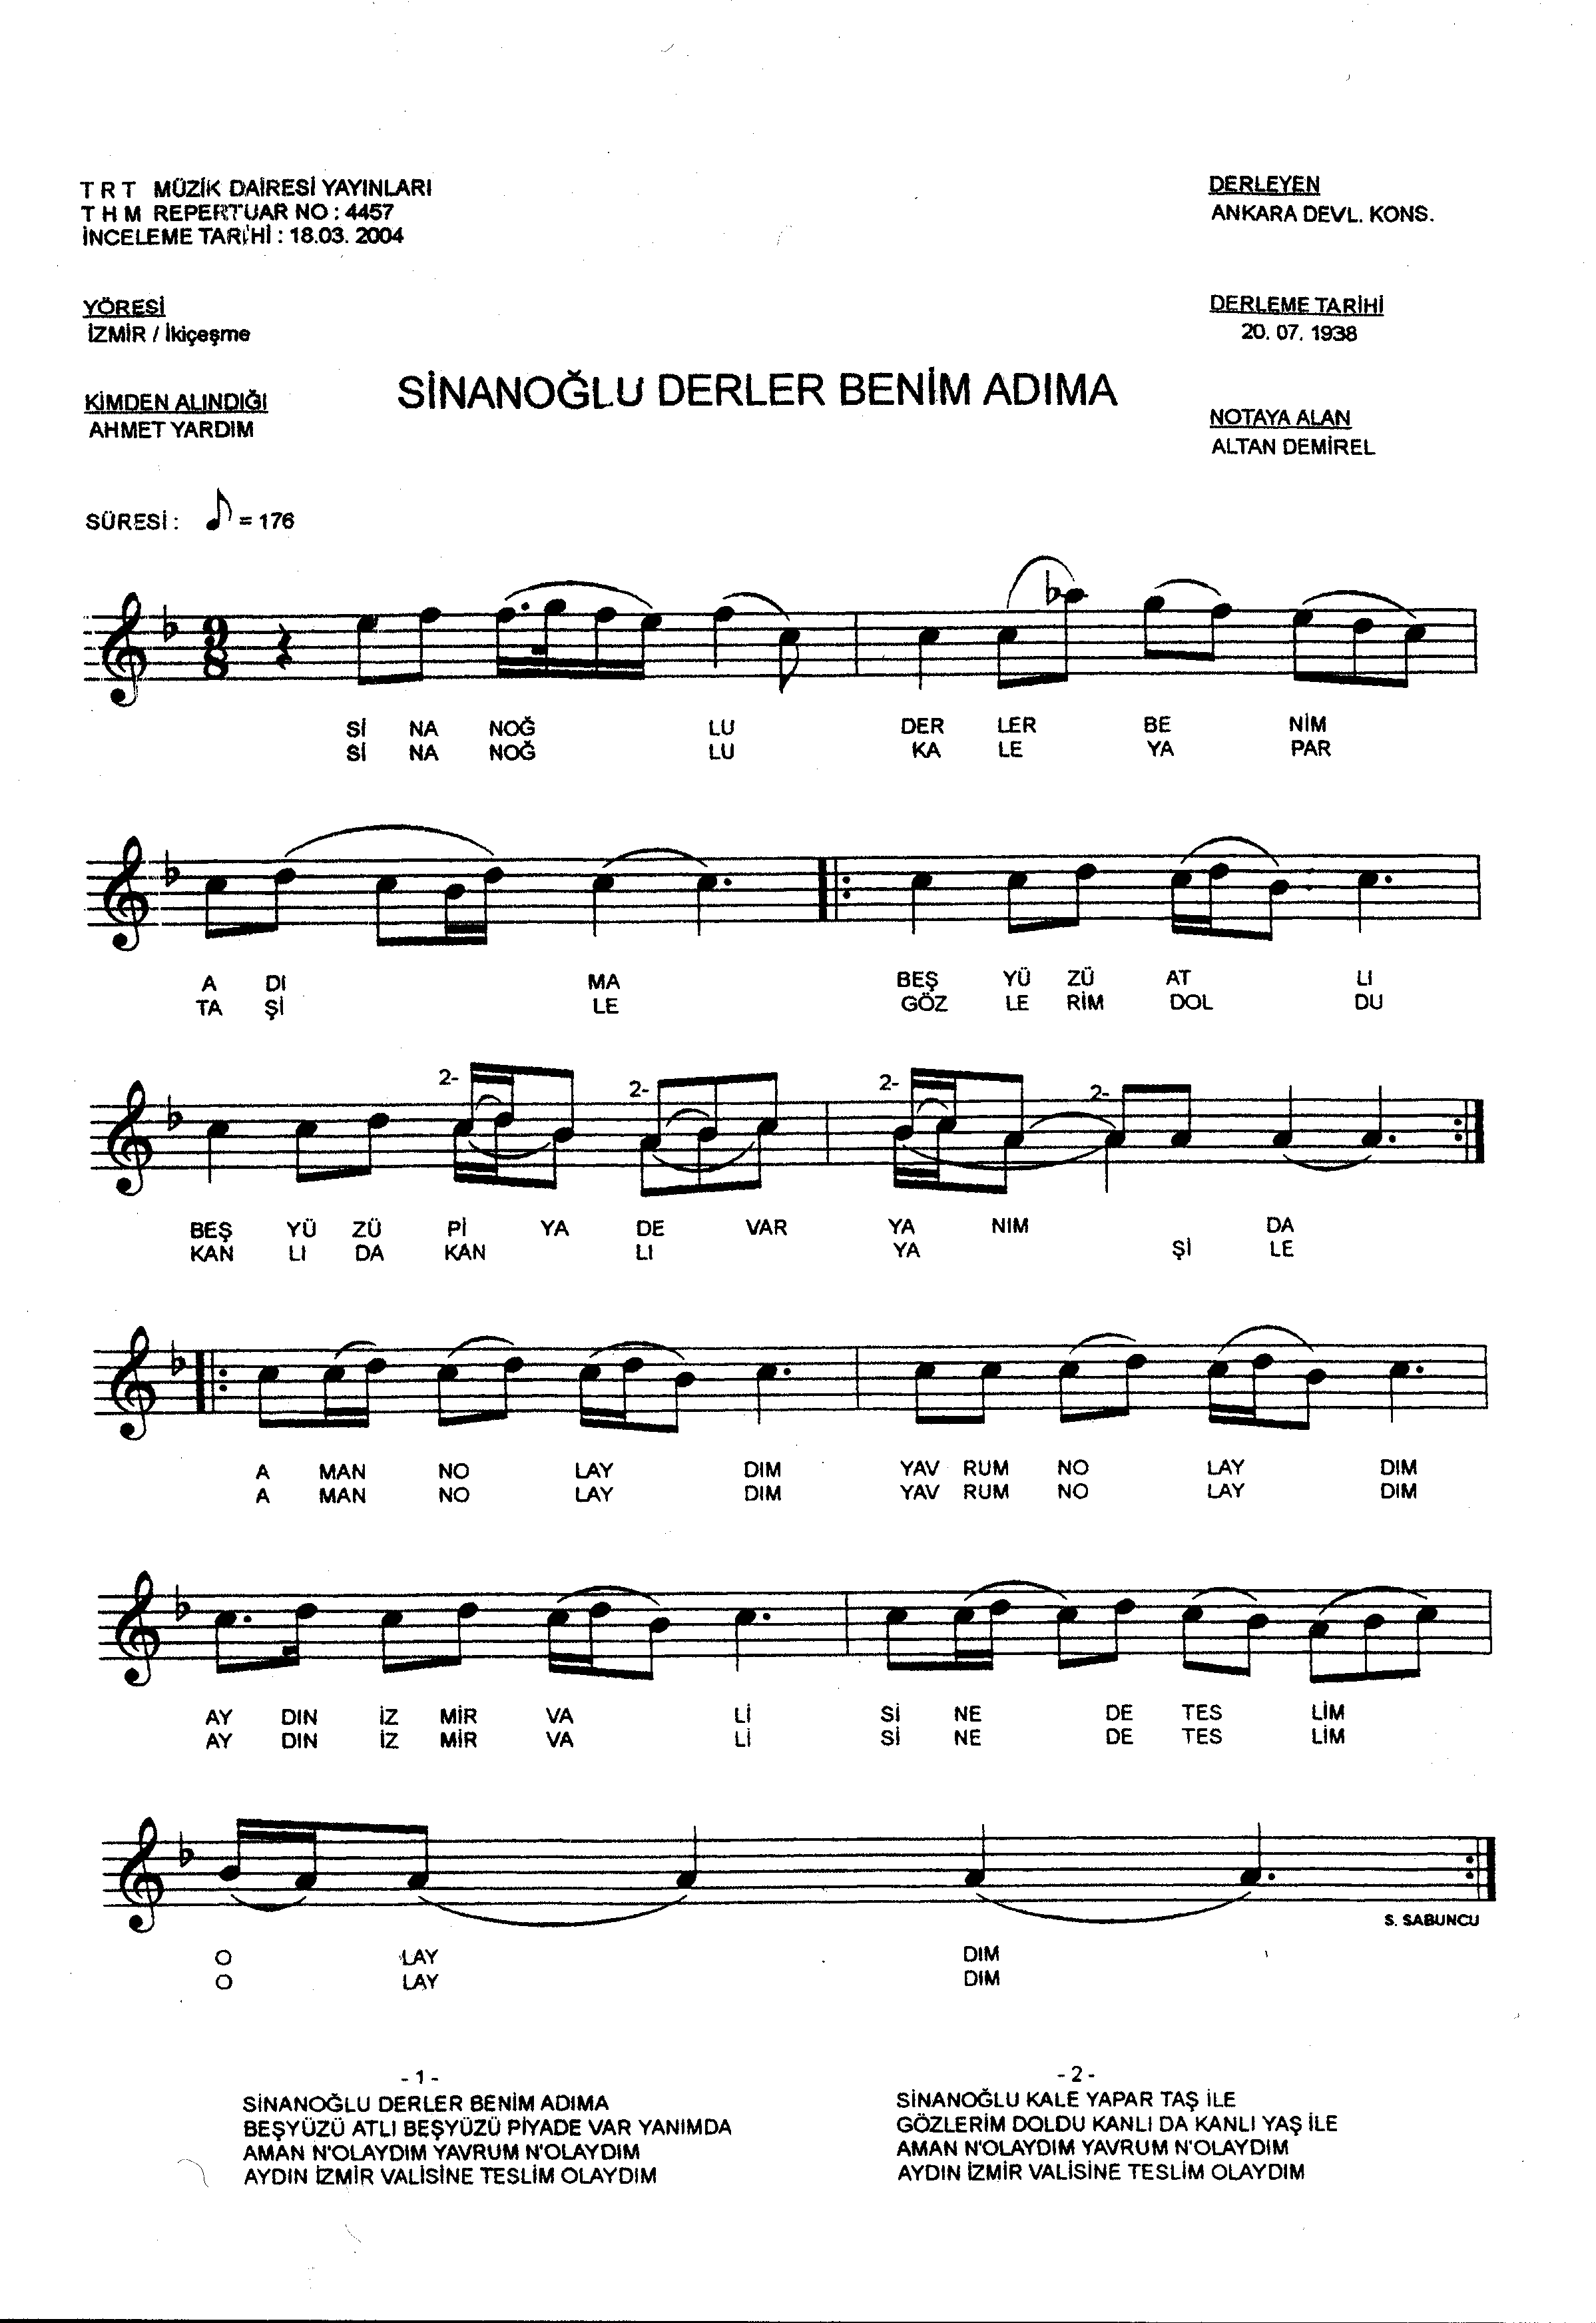 T R T MÜZİK DAİRESİ YAYINLARI
T H M REPERTUAR NO : 4457
İNCELEME TARİHİ : 18.03. 2004
DERLEYEN
ANKARA DEVL. KONS.
YÖRESİ
İZMİR / İkiçeşme
DERLEME TARİHİ
20. 07. 1938
KİMDEN ALINDIĞI
AHMET YARDIM
SİNANOĞLU DERLER BENİM ADIMA
NOTAYA ALAN
ALTAN DEMİREL
SÜRESİ : ♪ = 176
9
8
Sİ NA NOĞ LU DER LER BE NİM
Sİ NA NOĞ LU KA LE YA PAR
A DI MA BEŞ YÜ ZÜ AT LI
TA Şİ LE GÖZ LE RİM DOL DU
2- 2- 2- 2-
BEŞ YÜ ZÜ Pİ YA DE VAR YA NIM DA
KAN LI DA KAN LI YA Şİ LE
A MAN NO LAY DIM YAV RUM NO LAY DIM
A MAN NO LAY DIM YAV RUM NO LAY DIM
AY DIN İZ MİR VA Lİ Sİ NE DE TES LİM
AY DIN İZ MİR VA Lİ Sİ NE DE TES LİM
S. SABUNCU
O LAY DIM
O LAY DIM
- 1 -
SİNANOĞLU DERLER BENİM ADIMA
BEŞYÜZÜ ATLI BEŞYÜZÜ PİYADE VAR YANIMDA
AMAN N'OLAYDIM YAVRUM N'OLAYDIM
AYDIN İZMİR VALİSİNE TESLİM OLAYDIM
- 2 -
SİNANOĞLU KALE YAPAR TAŞ İLE
GÖZLERİM DOLDU KANLI DA KANLI YAŞ İLE
AMAN N'OLAYDIM YAVRUM N'OLAYDIM
AYDIN İZMİR VALİSİNE TESLİM OLAYDIM